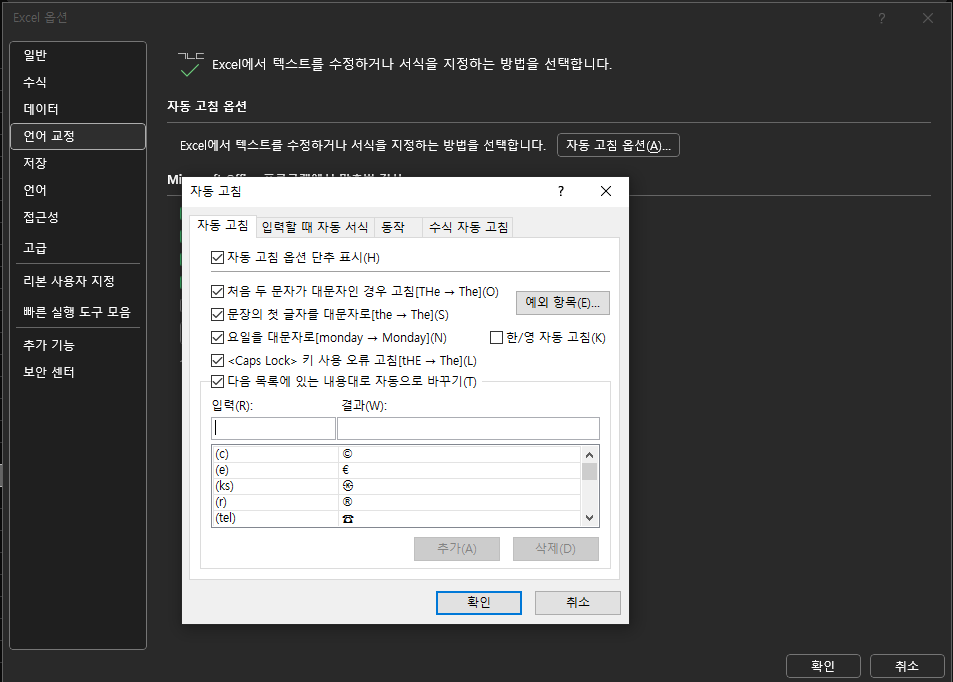 Excel 옵션
?
일반
수식
데이터
언어 교정
저장
언어
접근성
고급
리본 사용자 지정
빠른 실행 도구 모음
추가 기능
보안 센터
Excel에서 텍스트를 수정하거나 서식을 지정하는 방법을 선택합니다.
자동 고침 옵션
Excel에서 텍스트를 수정하거나 서식을 지정하는 방법을 선택합니다.
자동 고침 옵션(A)...
자동 고침
?
자동 고침
입력할 때 자동 서식
동작
수식 자동 고침
자동 고침 옵션 단추 표시(H)
처음 두 문자가 대문자인 경우 고침[THe → The](O)
예외 항목(E)...
문장의 첫 글자를 대문자로[the → The](S)
요일을 대문자로[monday → Monday](N)
한/영 자동 고침(K)
<Caps Lock> 키 사용 오류 고침[tHE → The](L)
다음 목록에 있는 내용대로 자동으로 바꾸기(T)
입력(R):
결과(W):
(c) ©
(e) €
(ks) ㉿
(r) ®
(tel) ☎
추가(A)
삭제(D)
확인
취소
확인
취소